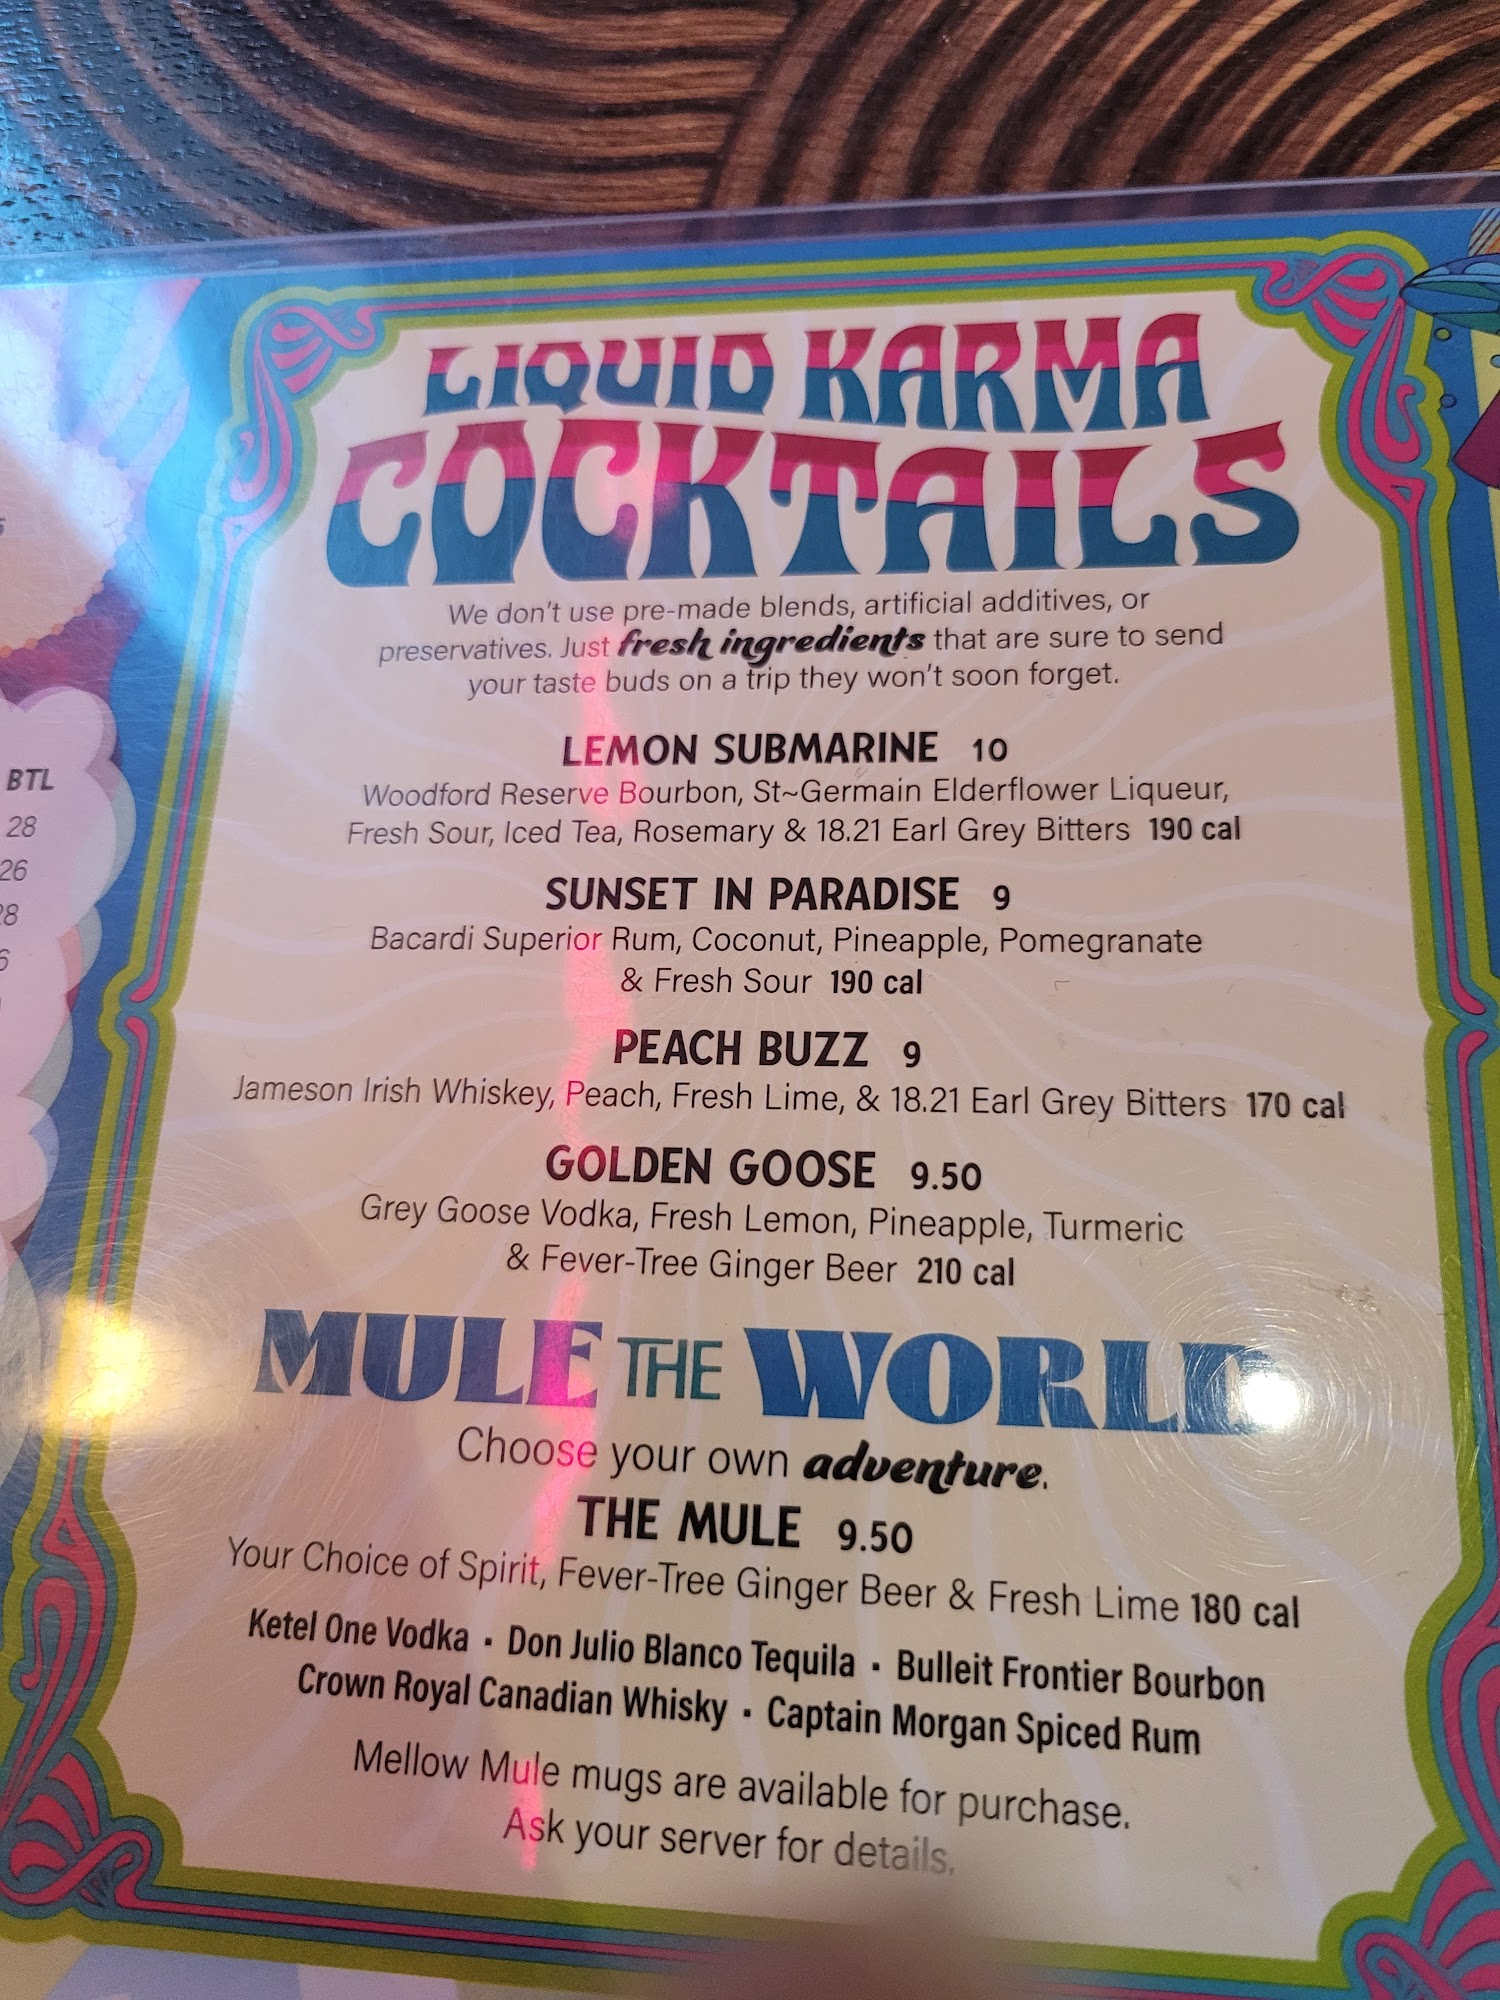 LIQUID KARMA
COCKTAILS
We don't use pre-made blends, artificial additives, or
preservatives. Just fresh ingredients that are sure to send
your taste buds on a trip they won't soon forget.
LEMON SUBMARINE 10
Woodford Reserve Bourbon, St~Germain Elderflower Liqueur,
Fresh Sour, Iced Tea, Rosemary & 18.21 Earl Grey Bitters 190 cal
SUNSET IN PARADISE 9
Bacardi Superior Rum, Coconut, Pineapple, Pomegranate
& Fresh Sour 190 cal
PEACH BUZZ 9
Jameson Irish Whiskey, Peach, Fresh Lime, & 18.21 Earl Grey Bitters 170 cal
GOLDEN GOOSE 9.50
Grey Goose Vodka, Fresh Lemon, Pineapple, Turmeric
& Fever-Tree Ginger Beer 210 cal
MULE THE WORLD
Choose your own adventure.
THE MULE 9.50
Your Choice of Spirit, Fever-Tree Ginger Beer & Fresh Lime 180 cal
Ketel One Vodka · Don Julio Blanco Tequila · Bulleit Frontier Bourbon
Crown Royal Canadian Whisky · Captain Morgan Spiced Rum
Mellow Mule mugs are available for purchase.
Ask your server for details.
BTL
28
26